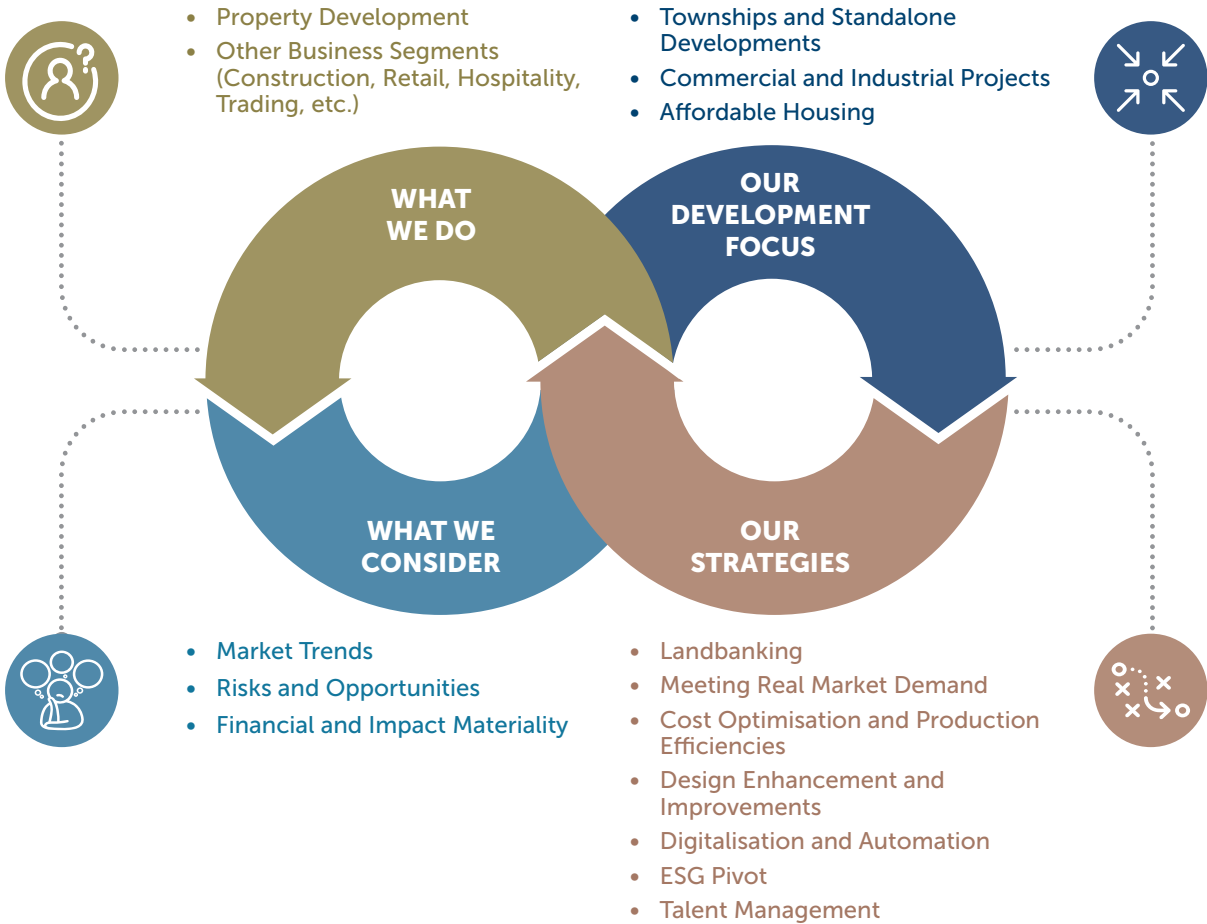 • Property Development
• Other Business Segments
(Construction, Retail, Hospitality,
Trading, etc.)
• Townships and Standalone
Developments
• Commercial and Industrial Projects
• Affordable Housing
WHAT
WE DO
OUR
DEVELOPMENT
FOCUS
WHAT WE
CONSIDER
OUR
STRATEGIES
• Market Trends
• Risks and Opportunities
• Financial and Impact Materiality
• Landbanking
• Meeting Real Market Demand
• Cost Optimisation and Production
Efficiencies
• Design Enhancement and
Improvements
• Digitalisation and Automation
• ESG Pivot
• Talent Management